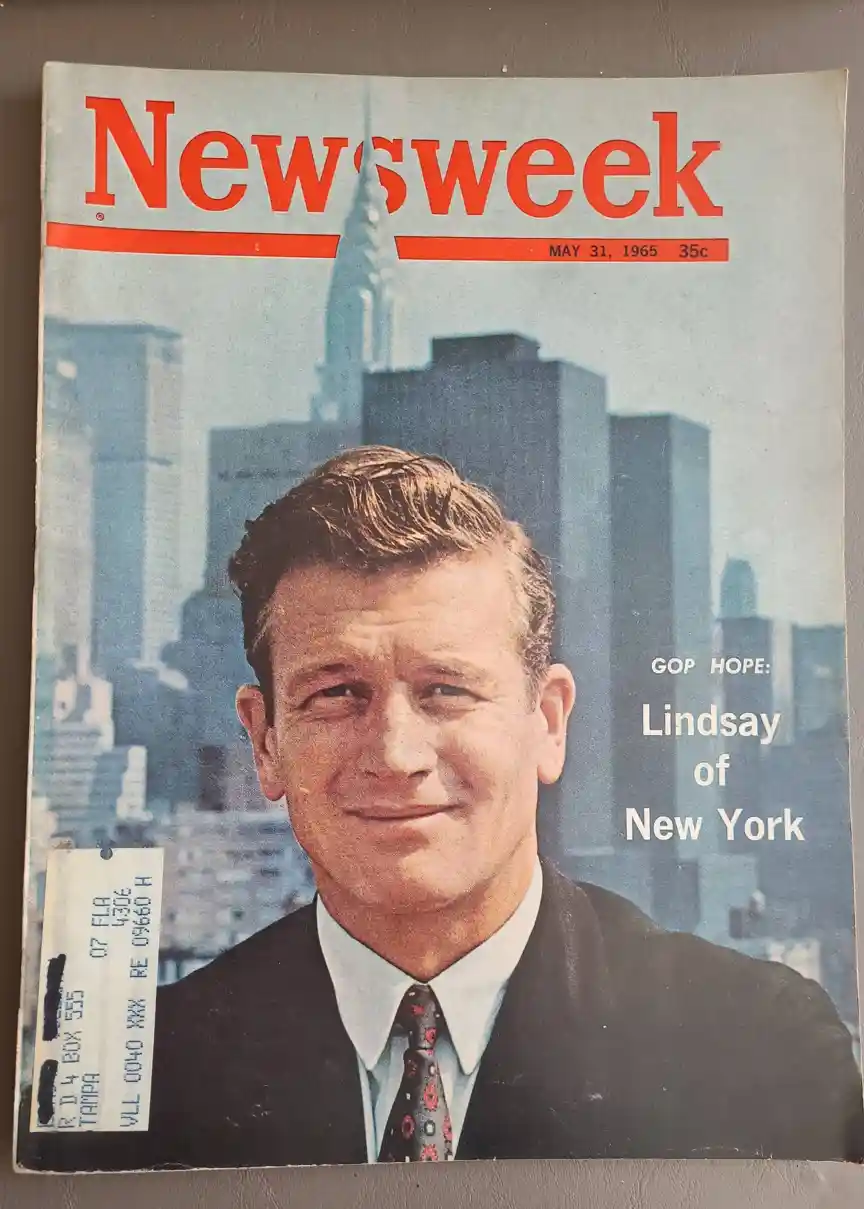 Newsweek
®
MAY 31, 1965 35c
GOP HOPE:
Lindsay
of
New York
R D 4 BOX 555
TAMPA
07 FLA
4306
VLL 0040 XXX RE 09660 H